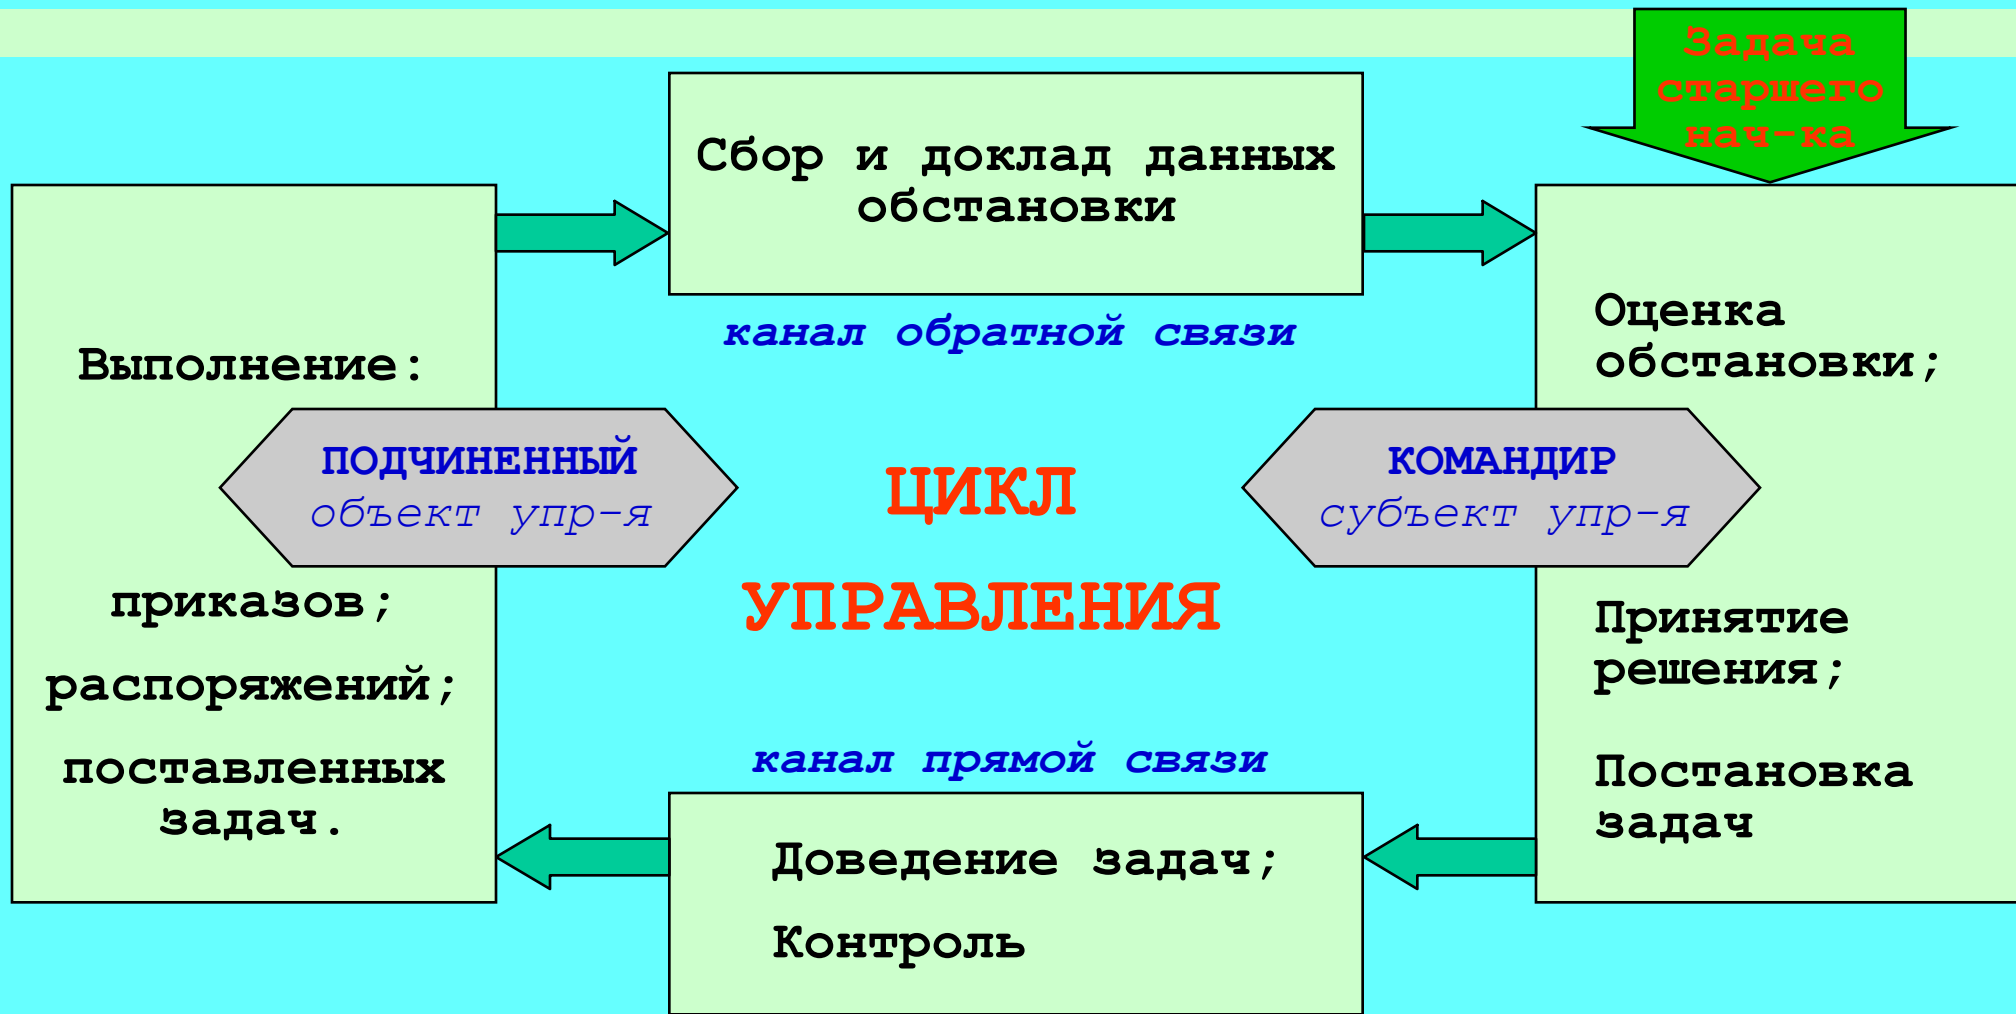 Задача
старшего
нач-ка
Сбор и доклад данных
обстановки
канал обратной связи
Выполнение:
ПОДЧИНЕННЫЙ
объект упр-я
приказов;
распоряжений;
поставленных
задач.
ЦИКЛ
УПРАВЛЕНИЯ
Оценка
обстановки;
КОМАНДИР
субъект упр-я
Принятие
решения;
Постановка
задач
канал прямой связи
Доведение задач;
Контроль